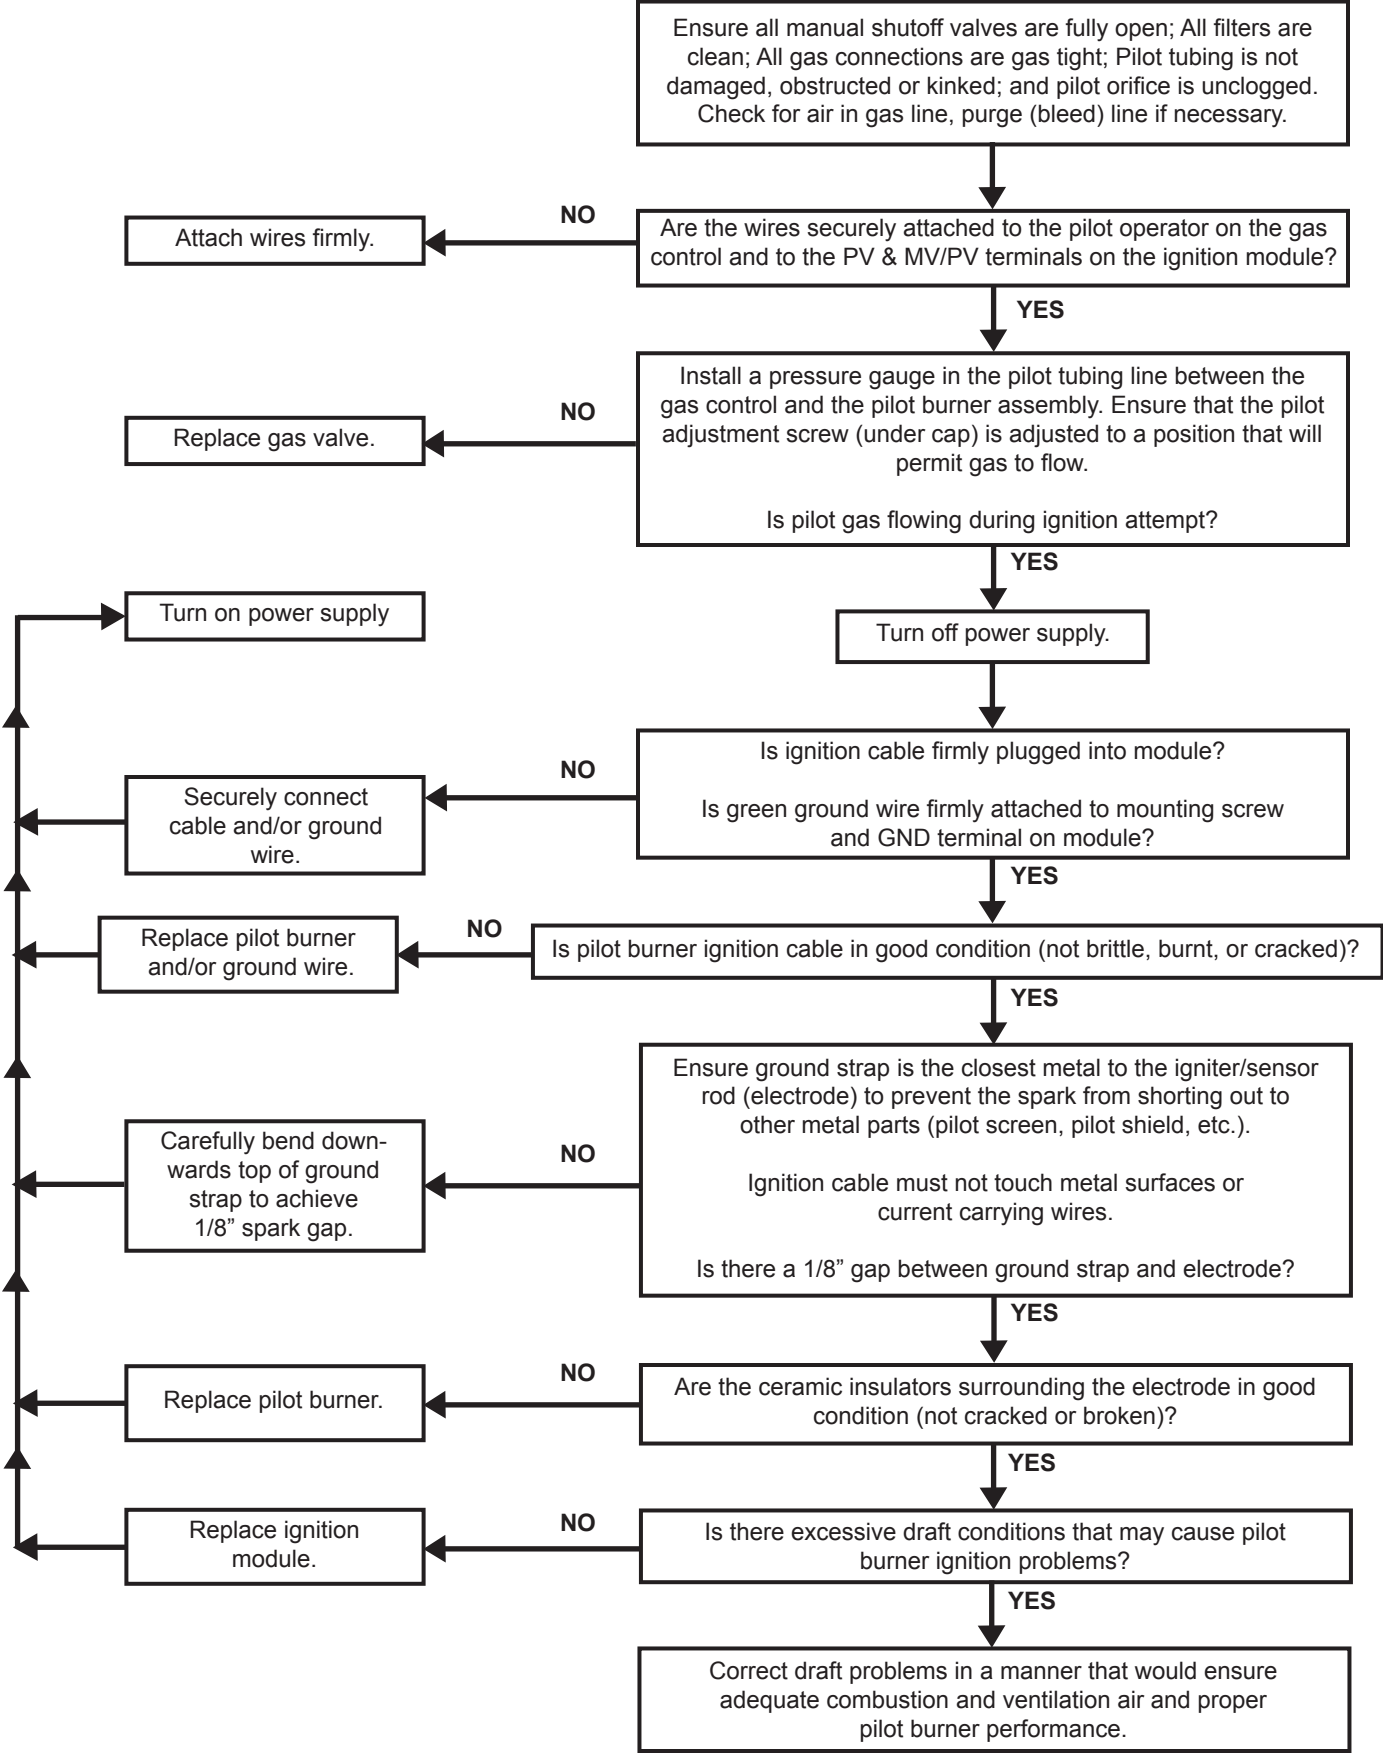 Ensure all manual shutoff valves are fully open; All filters are
clean; All gas connections are gas tight; Pilot tubing is not
damaged, obstructed or kinked; and pilot orifice is unclogged.
Check for air in gas line, purge (bleed) line if necessary.
NO
Attach wires firmly.
Are the wires securely attached to the pilot operator on the gas
control and to the PV & MV/PV terminals on the ignition module?
YES
Install a pressure gauge in the pilot tubing line between the
gas control and the pilot burner assembly. Ensure that the pilot
adjustment screw (under cap) is adjusted to a position that will
permit gas to flow.
Is pilot gas flowing during ignition attempt?
NO
Replace gas valve.
YES
Turn on power supply
Turn off power supply.
Is ignition cable firmly plugged into module?
Is green ground wire firmly attached to mounting screw
and GND terminal on module?
NO
Securely connect
cable and/or ground
wire.
YES
Replace pilot burner
and/or ground wire.
NO
Is pilot burner ignition cable in good condition (not brittle, burnt, or cracked)?
YES
Ensure ground strap is the closest metal to the igniter/sensor
rod (electrode) to prevent the spark from shorting out to
other metal parts (pilot screen, pilot shield, etc.).
Ignition cable must not touch metal surfaces or
current carrying wires.
Is there a 1/8” gap between ground strap and electrode?
NO
Carefully bend down-
wards top of ground
strap to achieve
1/8” spark gap.
YES
NO
Replace pilot burner.
Are the ceramic insulators surrounding the electrode in good
condition (not cracked or broken)?
YES
NO
Replace ignition
module.
Is there excessive draft conditions that may cause pilot
burner ignition problems?
YES
Correct draft problems in a manner that would ensure
adequate combustion and ventilation air and proper
pilot burner performance.